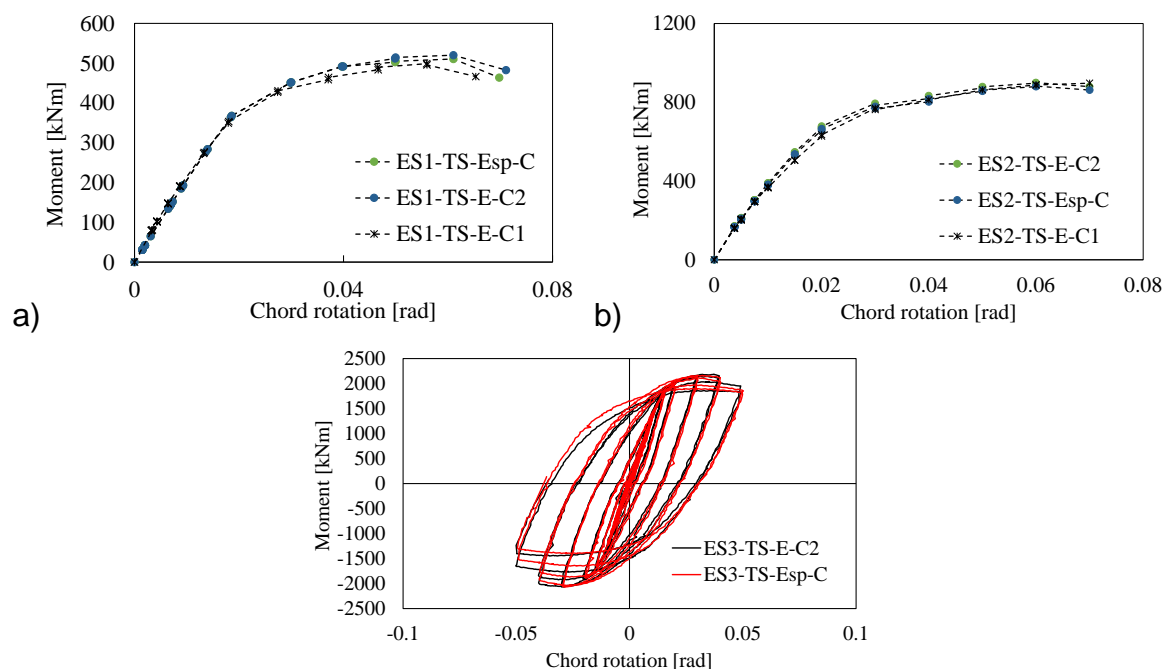 600
500
400
300
200
100
0
Moment [kNm]
0
0.04
0.08
Chord rotation [rad]
ES1-TS-Esp-C
ES1-TS-E-C2
ES1-TS-E-C1
a)
1200
800
400
0
Moment [kNm]
0
0.02
0.04
0.06
0.08
Chord rotation [rad]
ES2-TS-E-C2
ES2-TS-Esp-C
ES2-TS-E-C1
b)
2500
2000
1500
1000
500
0
-500
-1000
-1500
-2000
-2500
Moment [kNm]
-0.1
-0.05
0
0.05
0.1
Chord rotation [rad]
ES3-TS-E-C2
ES3-TS-Esp-C